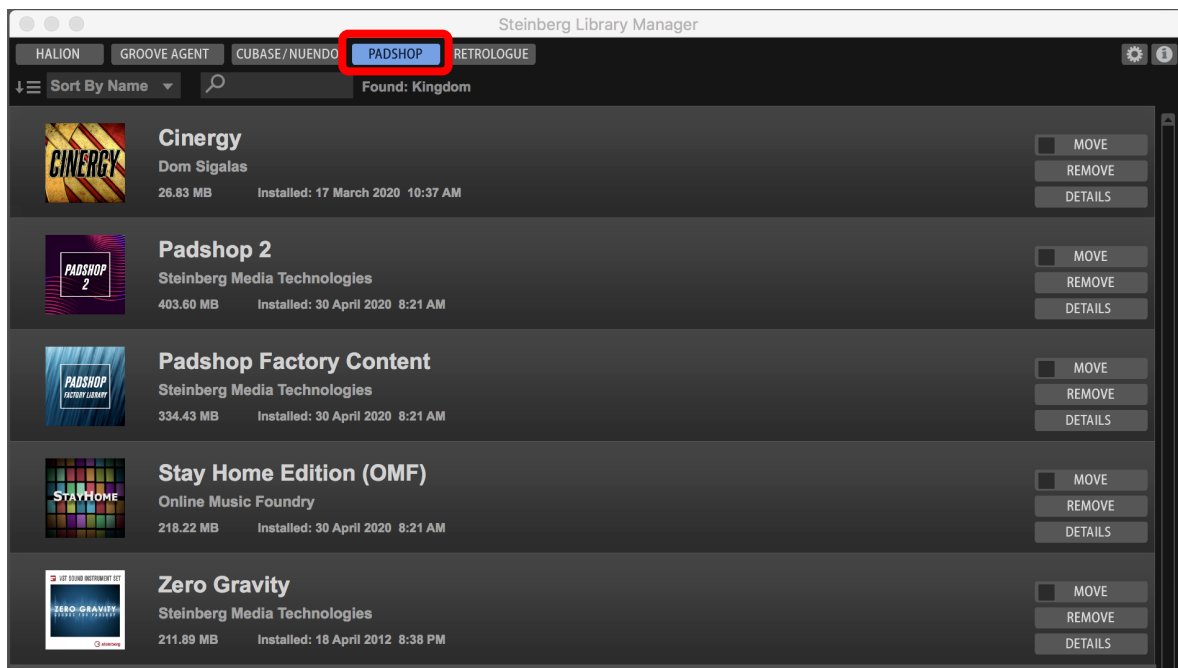 Steinberg Library Manager
HALION GROOVE AGENT CUBASE/NUENDO PADSHOP RETROLOGUE
Sort By Name Found: Kingdom
CINERGY
Cinergy
Dom Sigalas
26.83 MB Installed: 17 March 2020 10:37 AM
MOVE
REMOVE
DETAILS
PADSHOP
2
Padshop 2
Steinberg Media Technologies
403.60 MB Installed: 30 April 2020 8:21 AM
MOVE
REMOVE
DETAILS
PADSHOP
FACTORY LIBRARY
Padshop Factory Content
Steinberg Media Technologies
334.43 MB Installed: 30 April 2020 8:21 AM
MOVE
REMOVE
DETAILS
STAYHOME
Stay Home Edition (OMF)
Online Music Foundry
218.22 MB Installed: 30 April 2020 8:21 AM
MOVE
REMOVE
DETAILS
VST SOUND INSTRUMENT SET
ZERO GRAVITY
SOUNDS FOR PADSHOP
steinberg
Zero Gravity
Steinberg Media Technologies
211.89 MB Installed: 18 April 2012 8:38 PM
MOVE
REMOVE
DETAILS